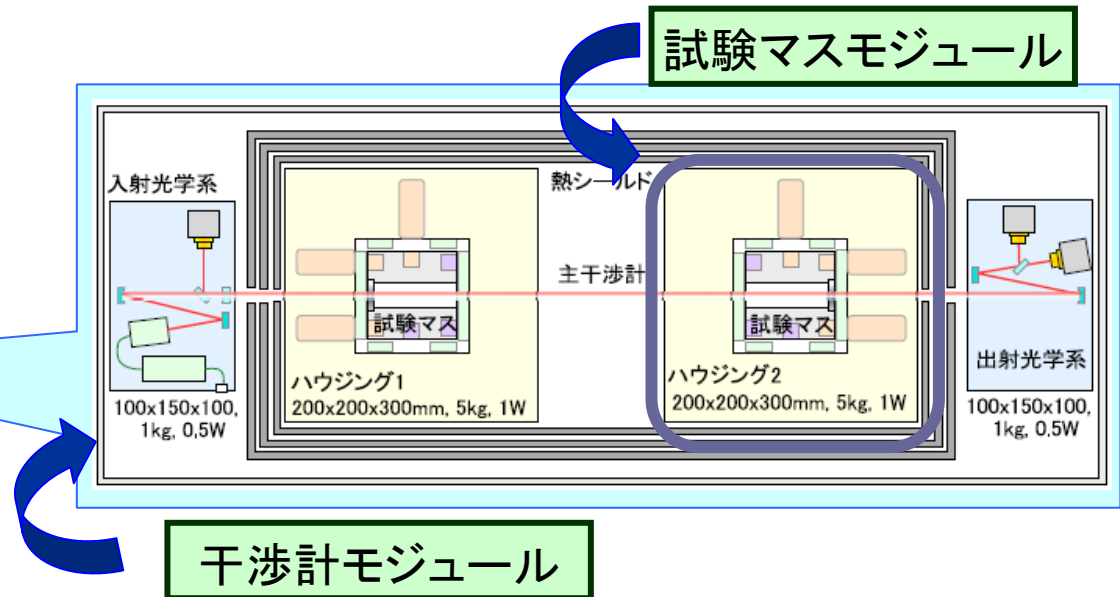 試験マスモジュール
入射光学系
熱シールド
主干渉計
試験マス
試験マス
ハウジング1
200x200x300mm, 5kg, 1W
ハウジング2
200x200x300mm, 5kg, 1W
出射光学系
100x150x100,
1kg, 0.5W
100x150x100,
1kg, 0.5W
干渉計モジュール